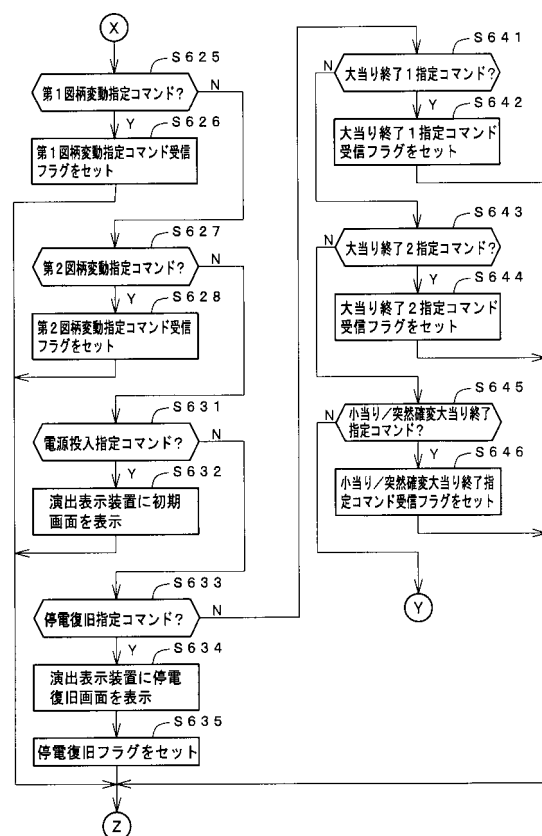 X
S625
第1図柄変動指定コマンド?
N
Y
S626
第1図柄変動指定コマンド受信
フラグをセット
S627
第2図柄変動指定コマンド?
N
Y
S628
第2図柄変動指定コマンド受信
フラグをセット
S631
電源投入指定コマンド?
N
Y
S632
演出表示装置に初期
画面を表示
S633
停電復旧指定コマンド?
N
Y
S634
演出表示装置に停電
復旧画面を表示
S635
停電復旧フラグをセット
Z
S641
N
大当り終了1指定コマンド?
Y
S642
大当り終了1指定コマンド
受信フラグをセット
S643
N
大当り終了2指定コマンド?
Y
S644
大当り終了2指定コマンド
受信フラグをセット
S645
N
小当り/突然確変大当り終了
指定コマンド?
Y
S646
小当り/突然確変大当り終了指
定コマンド受信フラグをセット
Y